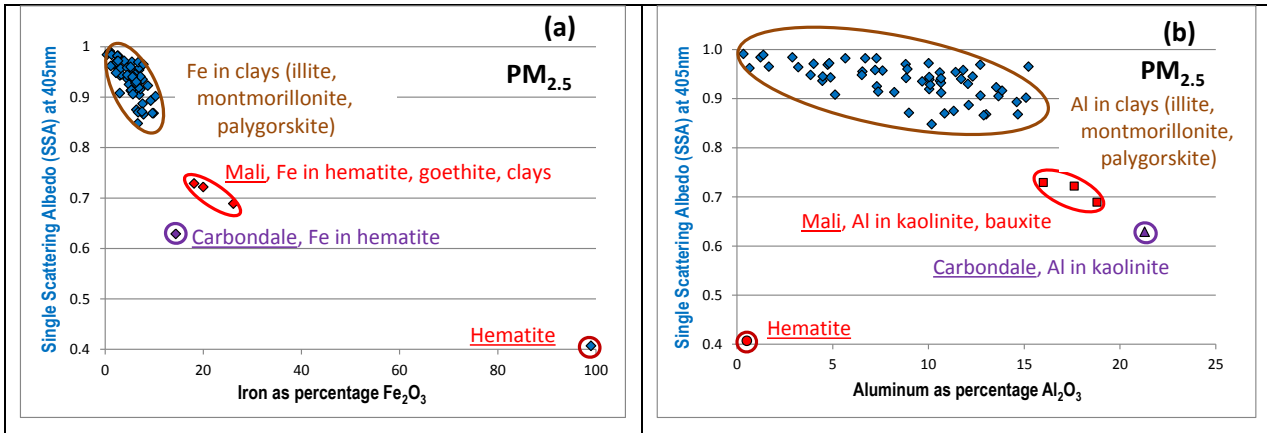 (a)
PM2.5
Single Scattering Albedo (SSA) at 405nm
1
0.9
0.8
0.7
0.6
0.5
0.4
Fe in clays (illite,
montmorillonite,
palygorskite)
Mali, Fe in hematite, goethite, clays
Carbondale, Fe in hematite
Hematite
0 20 40 60 80 100
Iron as percentage Fe2O3
(b)
PM2.5
Single Scattering Albedo (SSA) at 405nm
1.0
0.9
0.8
0.7
0.6
0.5
0.4
Al in clays (illite,
montmorillonite,
palygorskite)
Mali, Al in kaolinite, bauxite
Carbondale, Al in kaolinite
Hematite
0 5 10 15 20 25
Aluminum as percentage Al2O3